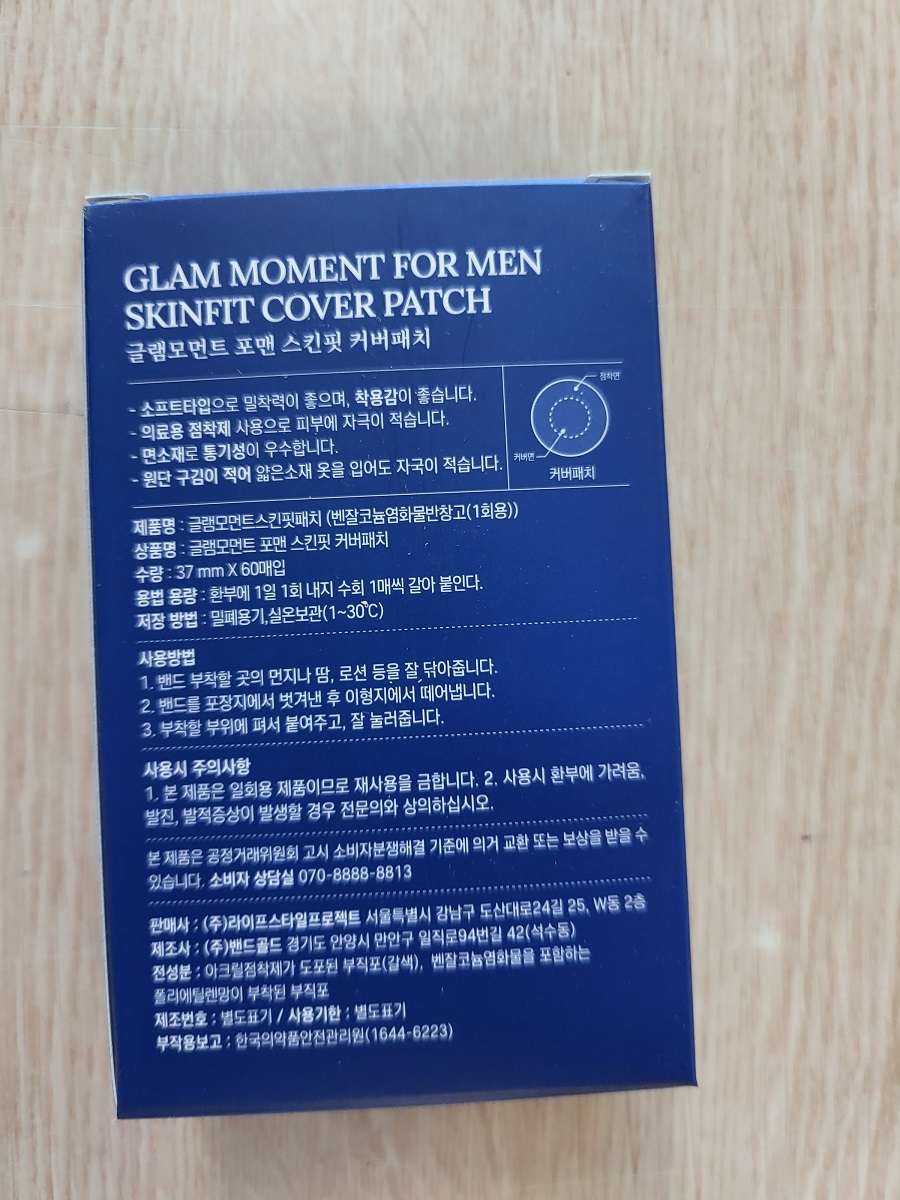 GLAM MOMENT FOR MEN
SKINFIT COVER PATCH
글램모먼트 포맨 스킨핏 커버패치
- 소프트타입으로 밀착력이 좋으며, 착용감이 좋습니다.
- 의료용 점착제 사용으로 피부에 자극이 적습니다.
- 면소재로 통기성이 우수합니다.
- 원단 구김이 적어 얇은소재 옷을 입어도 자국이 적습니다.
점착면
커버면
커버패치
제품명 : 글램모먼트스킨핏패치 (벤잘코늄염화물반창고(1회용))
상품명 : 글램모먼트 포맨 스킨핏 커버패치
수량 : 37 mm X 60매입
용법 용량 : 환부에 1일 1회 내지 수회 1매씩 갈아 붙인다.
저장 방법 : 밀폐용기,실온보관(1~30℃)
사용방법
1. 밴드 부착할 곳의 먼지나 땀, 로션 등을 잘 닦아줍니다.
2. 밴드를 포장지에서 벗겨낸 후 이형지에서 떼어냅니다.
3. 부착할 부위에 펴서 붙여주고, 잘 눌러줍니다.
사용시 주의사항
1. 본 제품은 일회용 제품이므로 재사용을 금합니다. 2. 사용시 환부에 가려움,
발진, 발적증상이 발생할 경우 전문의와 상의하십시오.
본 제품은 공정거래위원회 고시 소비자분쟁해결 기준에 의거 교환 또는 보상을 받을 수
있습니다. 소비자 상담실 070-8888-8813
판매사 : (주)라이프스타일프로젝트 서울특별시 강남구 도산대로24길 25, W동 2층
제조사 : (주)밴드골드 경기도 안양시 만안구 일직로94번길 42(석수동)
전성분 : 아크릴점착제가 도포된 부직포(갈색), 벤잘코늄염화물을 포함하는
폴리에틸렌망이 부착된 부직포
제조번호 : 별도표기 / 사용기한 : 별도표기
부작용보고 : 한국의약품안전관리원(1644-6223)